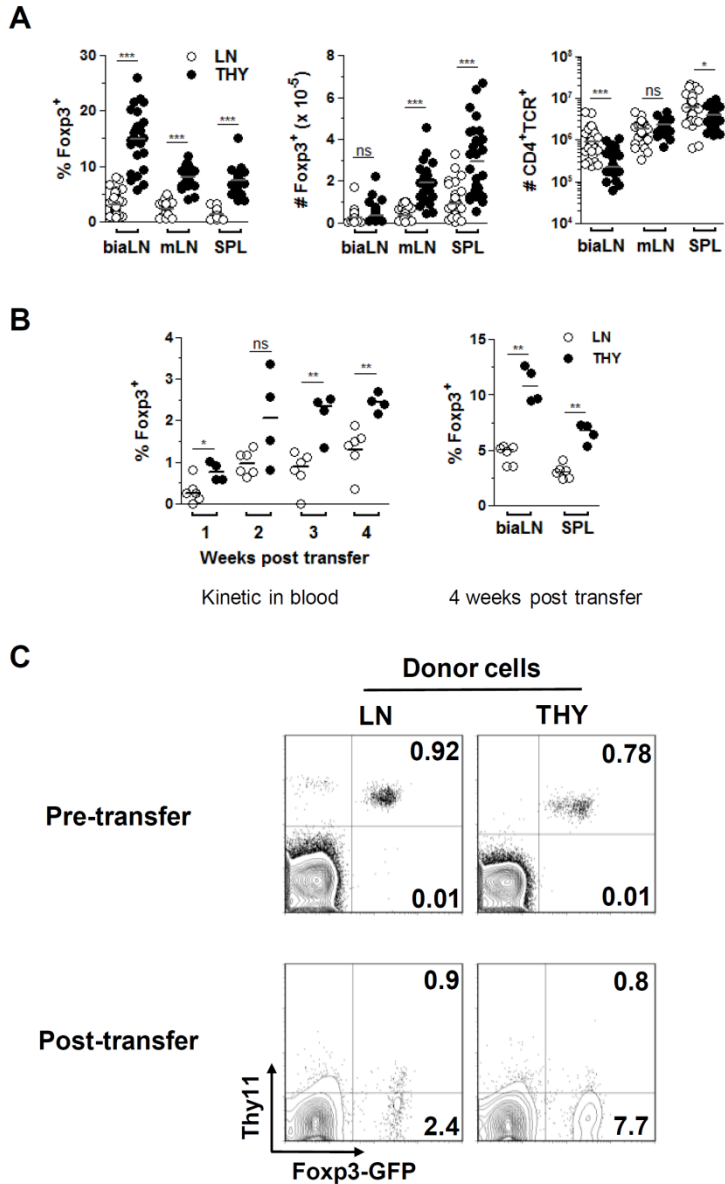 A
% Foxp3+
30
20
10
0
***
***
***
LN
THY
biaLN mLN SPL
# Foxp3+ (x 10-5)
8
6
4
2
0
ns
***
***
biaLN mLN SPL
# CD4+TCR+
10^8
10^7
10^6
10^5
10^4
***
ns
*
biaLN mLN SPL
B
% Foxp3+
4
3
2
1
0
*
ns
**
**
1 2 3 4
Weeks post transfer
Kinetic in blood
% Foxp3+
15
10
5
0
**
**
LN
THY
biaLN SPL
4 weeks post transfer
C
Donor cells
LN THY
Pre-transfer
0.92
0.01
0.78
0.01
Post-transfer
0.9
2.4
0.8
7.7
Thy11
Foxp3-GFP